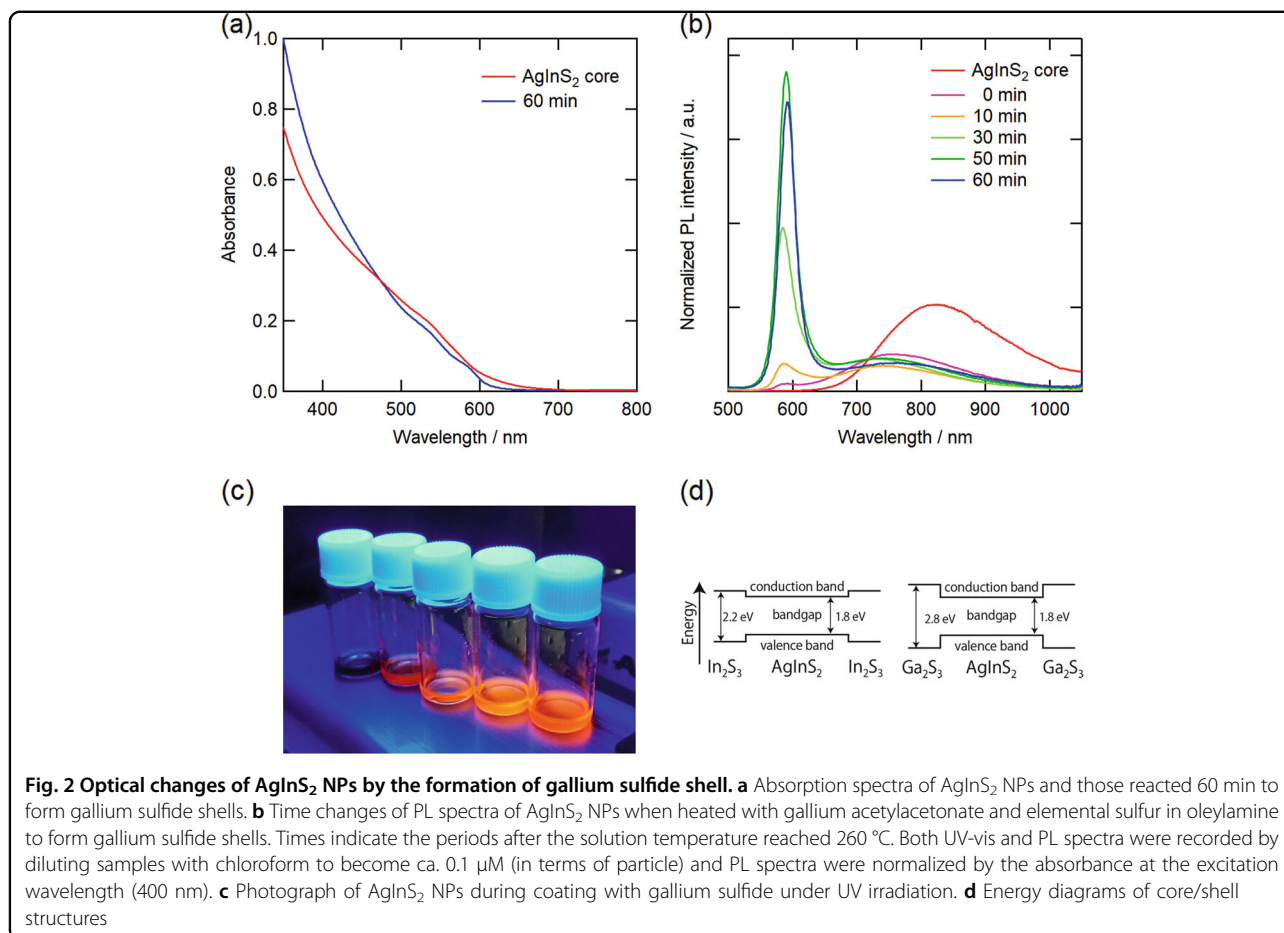 (a)
1.0
0.8
0.6
0.4
0.2
0.0
Absorbance
400
500
600
700
800
Wavelength / nm
AgInS₂ core
60 min
(b)
Normalized PL intensity / a.u.
500
600
700
800
900
1000
Wavelength / nm
AgInS₂ core
0 min
10 min
30 min
50 min
60 min
(c)
(d)
Energy
conduction band
2.2 eV
bandgap
1.8 eV
valence band
In₂S₃
AgInS₂
In₂S₃
conduction band
2.8 eV
bandgap
1.8 eV
valence band
Ga₂S₃
AgInS₂
Ga₂S₃
Fig. 2 Optical changes of AgInS₂ NPs by the formation of gallium sulfide shell. a Absorption spectra of AgInS₂ NPs and those reacted 60 min to
form gallium sulfide shells. b Time changes of PL spectra of AgInS₂ NPs when heated with gallium acetylacetonate and elemental sulfur in oleylamine
to form gallium sulfide shells. Times indicate the periods after the solution temperature reached 260 °C. Both UV-vis and PL spectra were recorded by
diluting samples with chloroform to become ca. 0.1 μM (in terms of particle) and PL spectra were normalized by the absorbance at the excitation
wavelength (400 nm). c Photograph of AgInS₂ NPs during coating with gallium sulfide under UV irradiation. d Energy diagrams of core/shell
structures